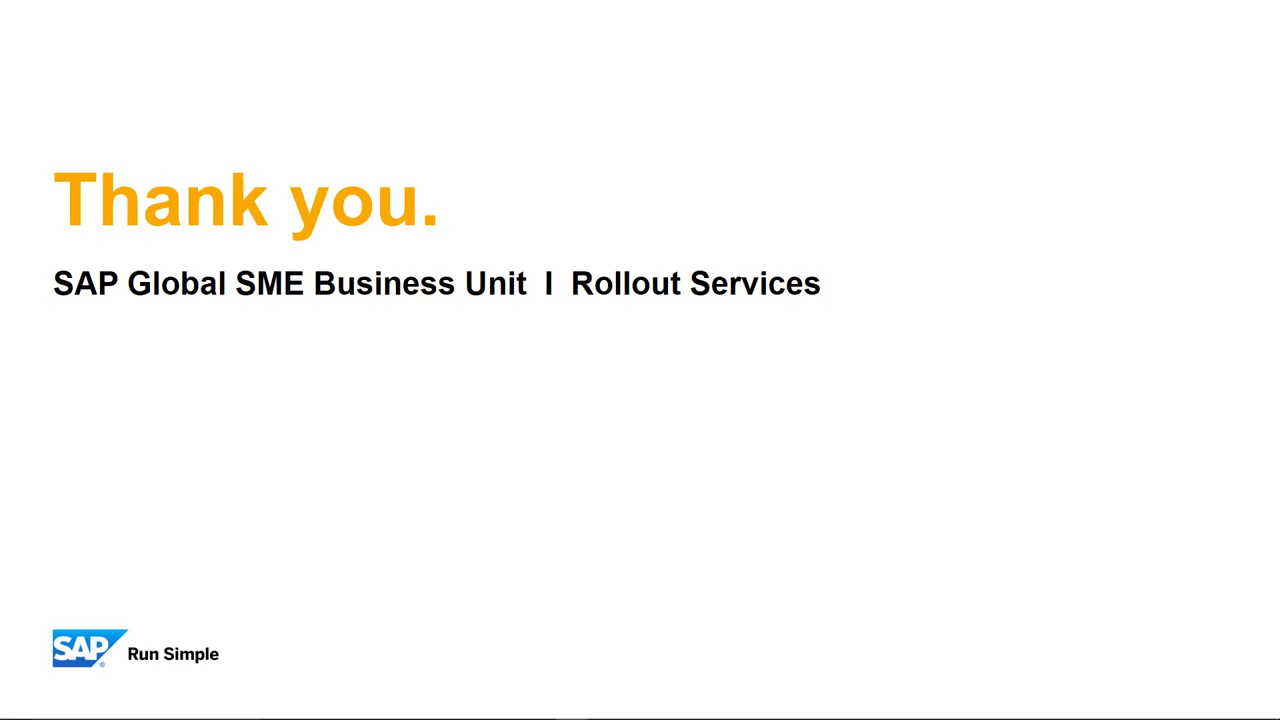 Thank you.
SAP Global SME Business Unit I Rollout Services
SAP®
Run Simple